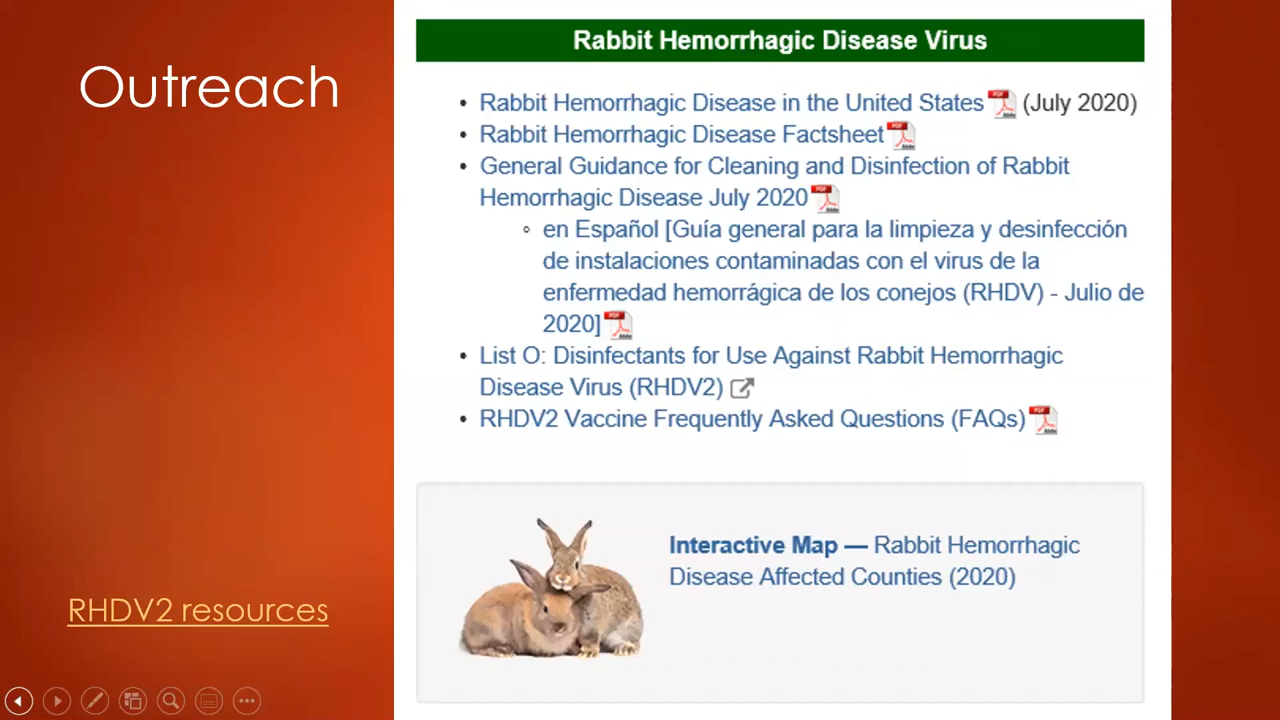 Outreach
RHDV2 resources
Rabbit Hemorrhagic Disease Virus
Rabbit Hemorrhagic Disease in the United States (July 2020)
Rabbit Hemorrhagic Disease Factsheet
General Guidance for Cleaning and Disinfection of Rabbit
Hemorrhagic Disease July 2020
en Español [Guía general para la limpieza y desinfección
de instalaciones contaminadas con el virus de la
enfermedad hemorrágica de los conejos (RHDV) - Julio de
2020]
List O: Disinfectants for Use Against Rabbit Hemorrhagic
Disease Virus (RHDV2)
RHDV2 Vaccine Frequently Asked Questions (FAQs)
Interactive Map — Rabbit Hemorrhagic
Disease Affected Counties (2020)